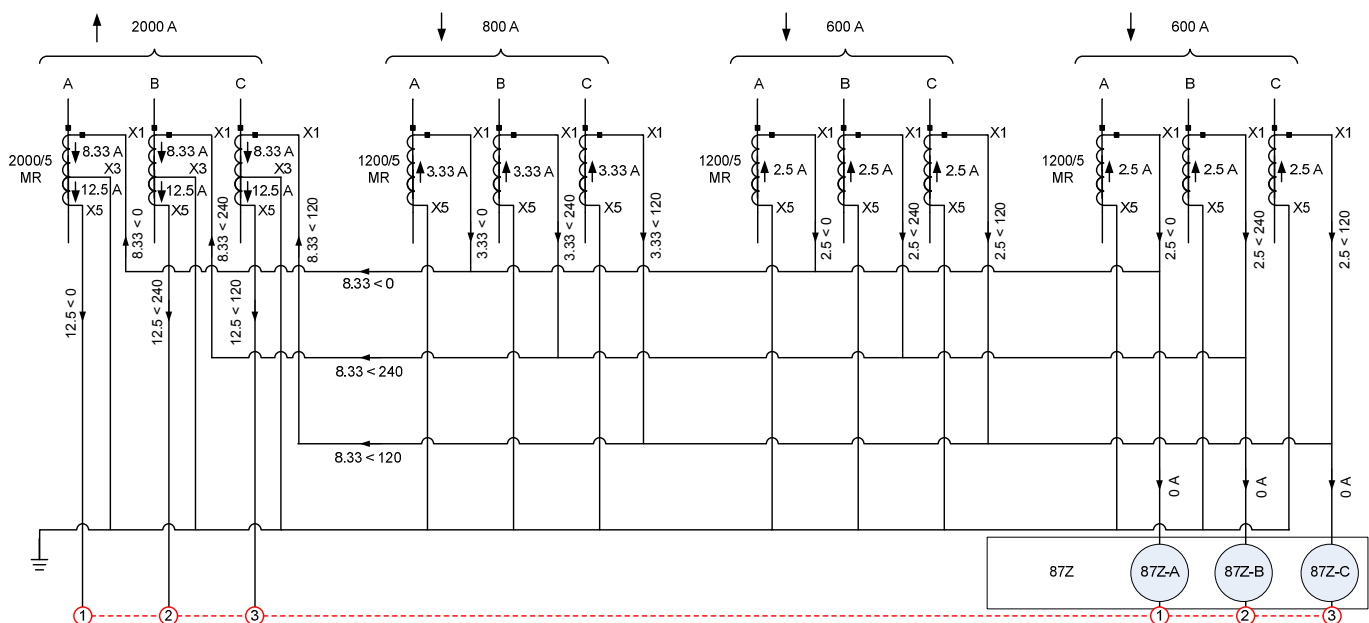 2000 A
800 A
600 A
600 A
A B C
A B C
A B C
A B C
X1 X1 X1
X1 X1 X1
X1 X1 X1
X1 X1 X1
2000/5
MR
8.33 A 8.33 A 8.33 A
X3 X3 X3
12.5 A 12.5 A 12.5 A
X5 X5 X5
1200/5
MR
3.33 A 3.33 A 3.33 A
X5 X5 X5
1200/5
MR
2.5 A 2.5 A 2.5 A
X5 X5 X5
1200/5
MR
2.5 A 2.5 A 2.5 A
X5 X5 X5
8.33 < 0
8.33 < 240
8.33 < 120
3.33 < 0
3.33 < 240
3.33 < 120
2.5 < 0
2.5 < 240
2.5 < 120
2.5 < 0
2.5 < 240
2.5 < 120
12.5 < 0
12.5 < 240
12.5 < 120
8.33 < 0
8.33 < 240
8.33 < 120
0 A
0 A
0 A
87Z
87Z-A
87Z-B
87Z-C
1 2 3
1 2 3